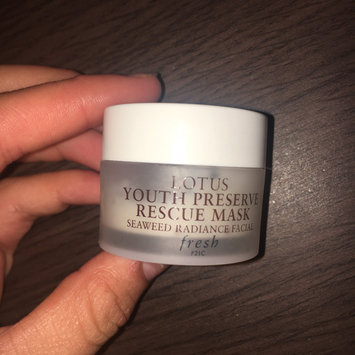 LOTUS
YOUTH PRESERVE
RESCUE MASK
SEAWEED RADIANCE FACIAL
fresh